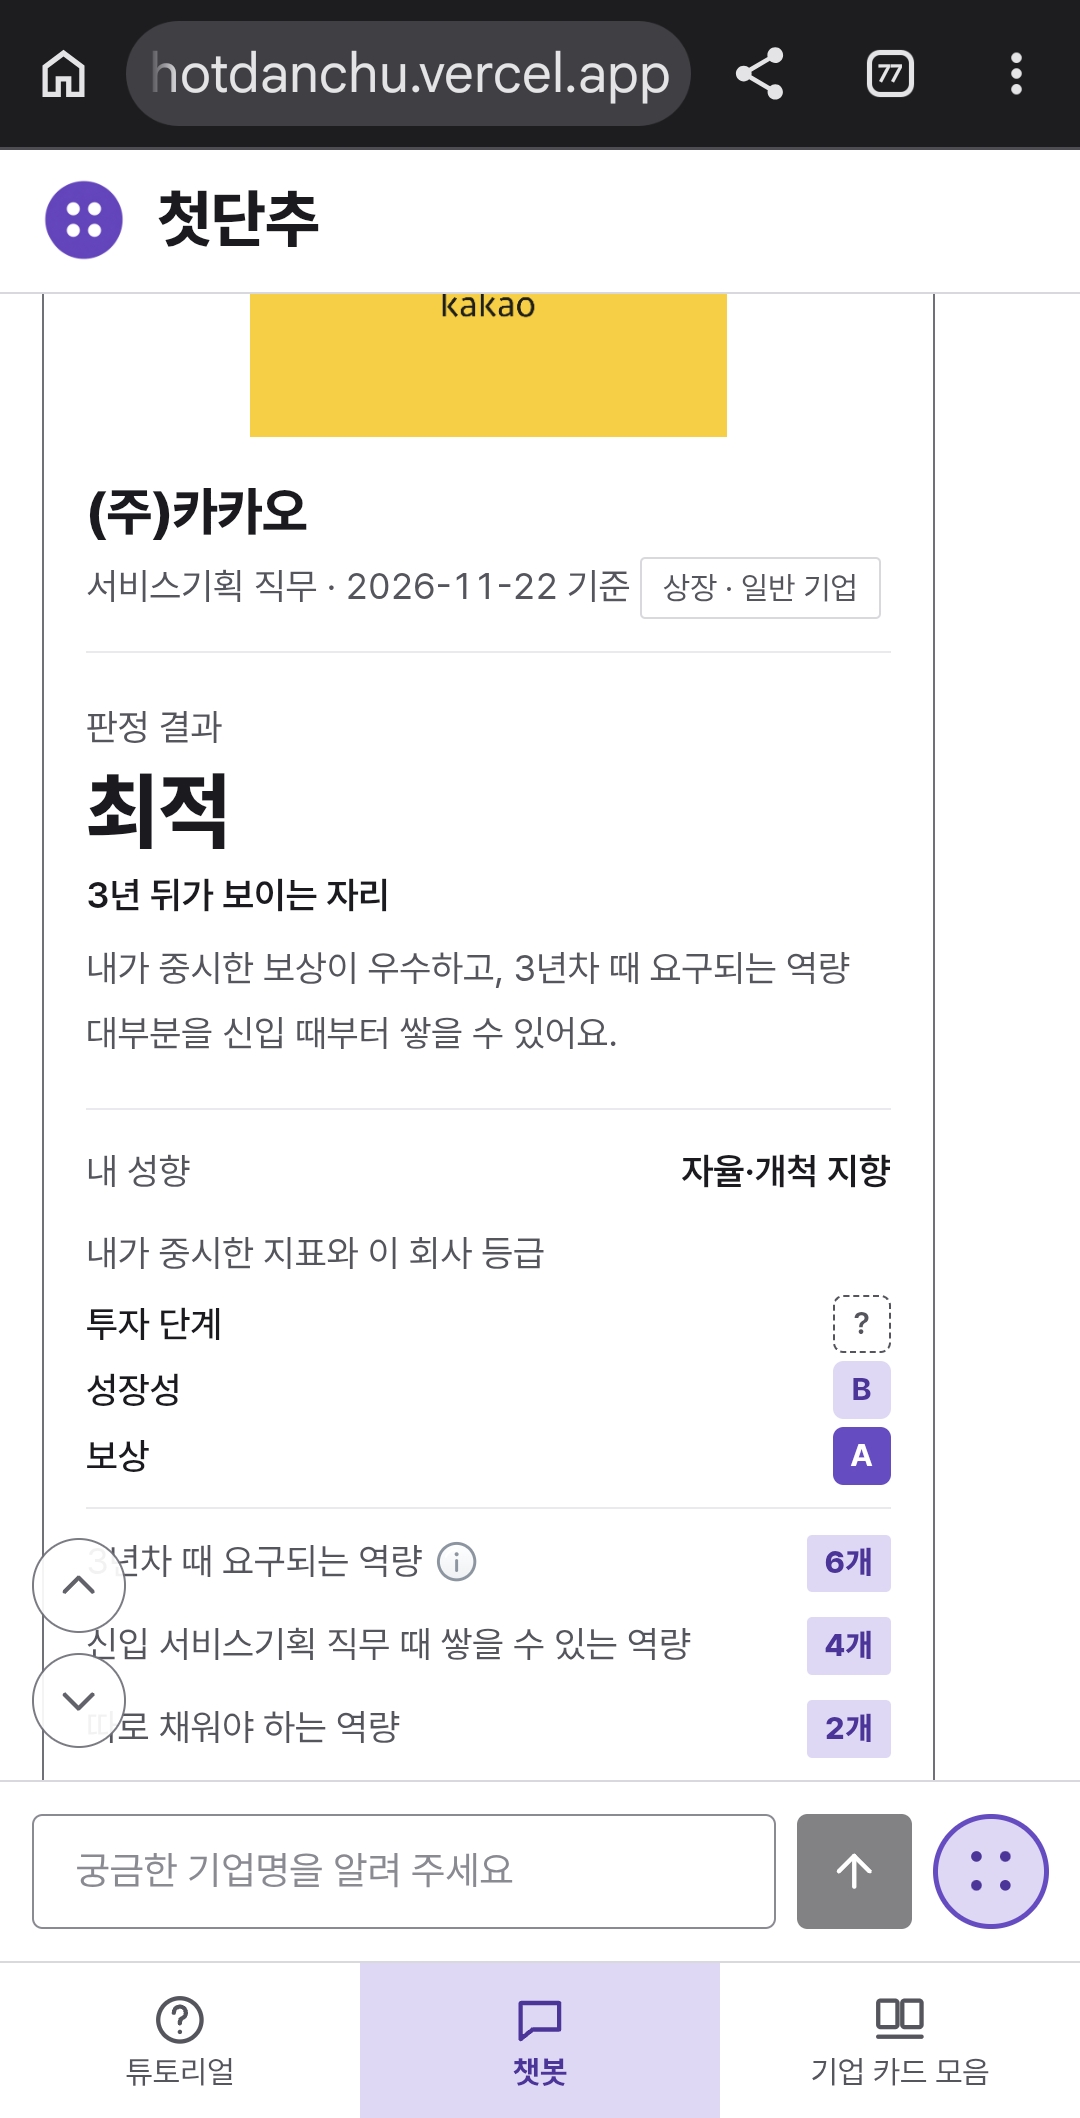 hotdanchu.vercel.app
77
첫단추
kakao
(주)카카오
서비스기획 직무 · 2026-11-22 기준
상장 · 일반 기업
판정 결과
최적
3년 뒤가 보이는 자리
내가 중시한 보상이 우수하고, 3년차 때 요구되는 역량
대부분을 신입 때부터 쌓을 수 있어요.
내 성향
자율·개척 지향
내가 중시한 지표와 이 회사 등급
투자 단계
?
성장성
B
보상
A
3년차 때 요구되는 역량
6개
신입 서비스기획 직무 때 쌓을 수 있는 역량
4개
따로 채워야 하는 역량
2개
궁금한 기업명을 알려 주세요
튜토리얼
챗봇
기업 카드 모음